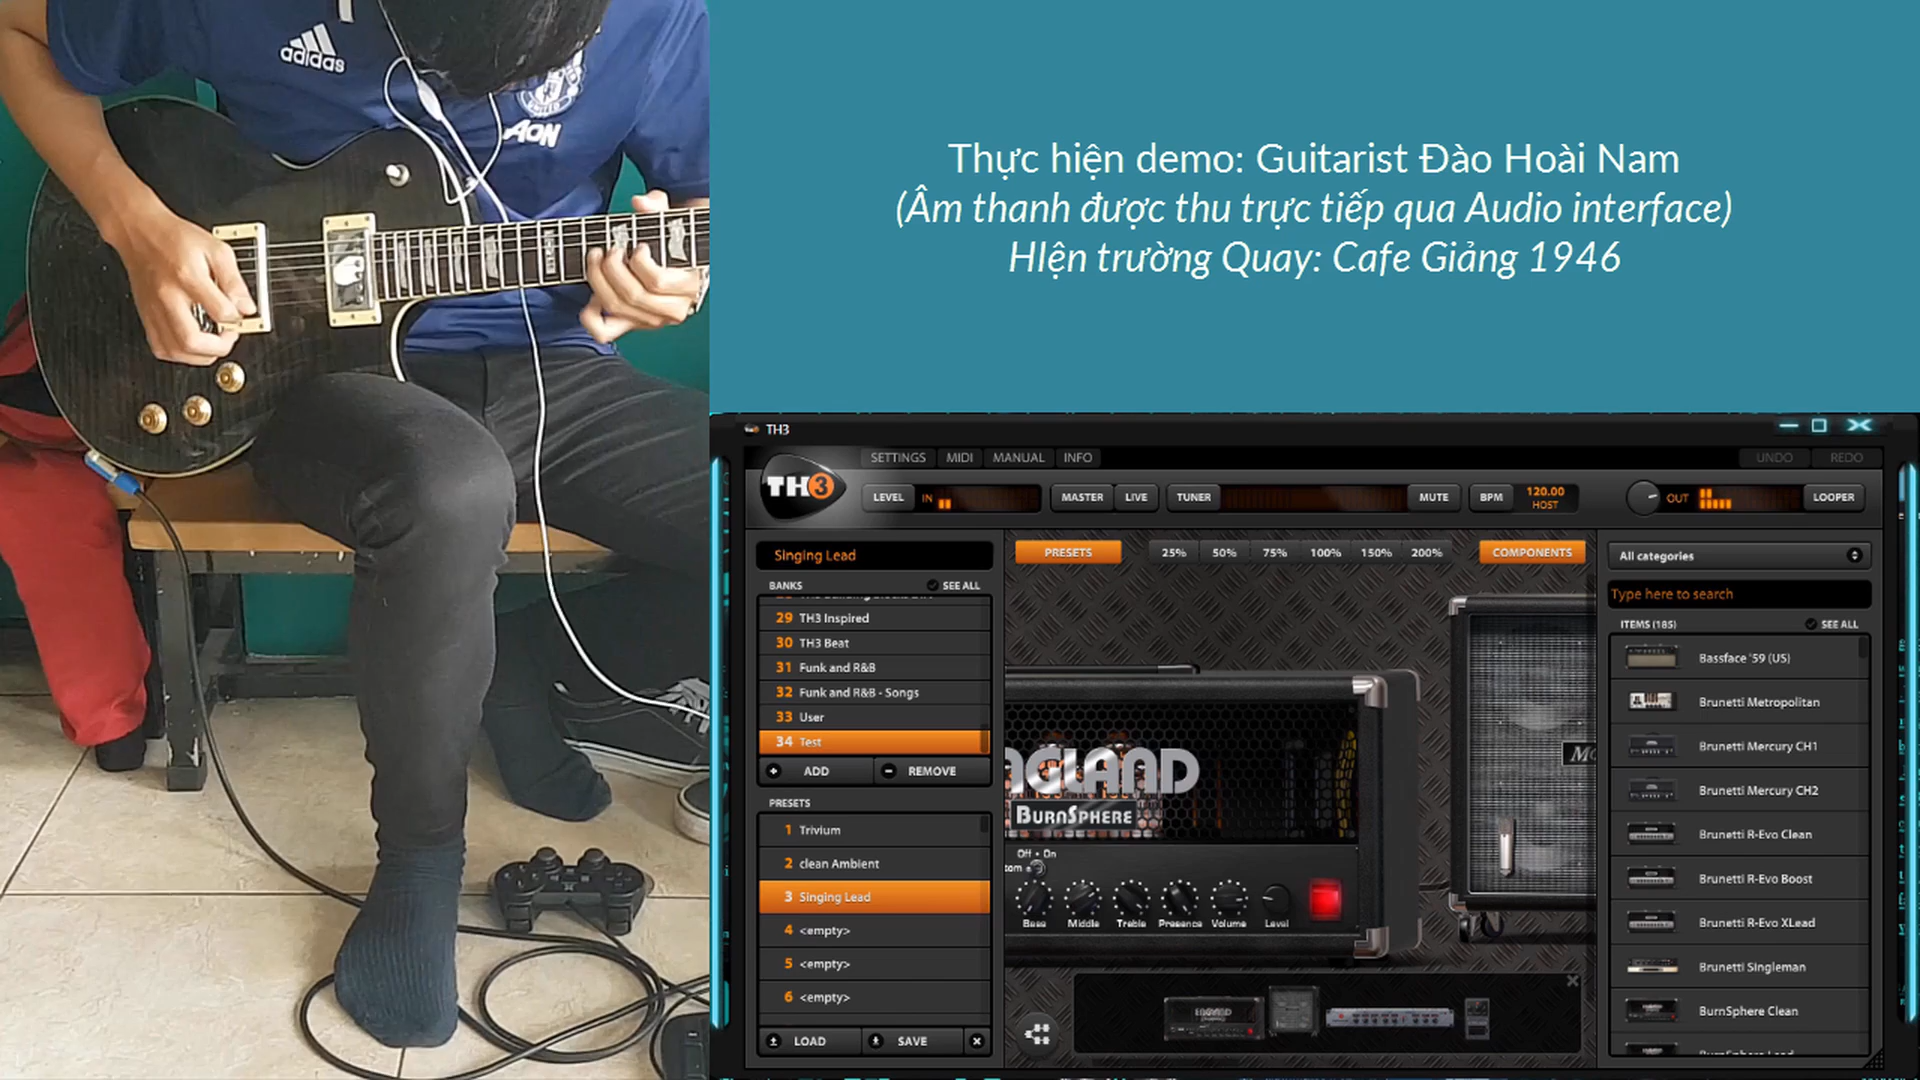 adidas
UNITED
AON
Thực hiện demo: Guitarist Đào Hoài Nam
(Âm thanh được thu trực tiếp qua Audio interface)
HIện trường Quay: Cafe Giảng 1946
TH3
SETTINGS MIDI MANUAL INFO UNDO REDO
TH3
LEVEL IN MASTER LIVE TUNER MUTE BPM 120.00 HOST OUT LOOPER
Singing Lead
PRESETS 25% 50% 75% 100% 150% 200% COMPONENTS
All categories
BANKS SEE ALL
Type here to search
ITEMS (185) SEE ALL
29 TH3 Inspired
30 TH3 Beat
31 Funk and R&B
32 Funk and R&B - Songs
33 User
34 Test
ADD REMOVE
PRESETS
1 Trivium
2 clean Ambient
3 Singing Lead
4 <empty>
5 <empty>
6 <empty>
LOAD SAVE
NGLAND
BURNSPHERE
Off • On
Bass Middle Treble Presence Volume Level
Bassface '59 (US)
Brunetti Metropolitan
Brunetti Mercury CH1
Brunetti Mercury CH2
Brunetti R-Evo Clean
Brunetti R-Evo Boost
Brunetti R-Evo XLead
Brunetti Singleman
BurnSphere Clean
BurnSphere Lead